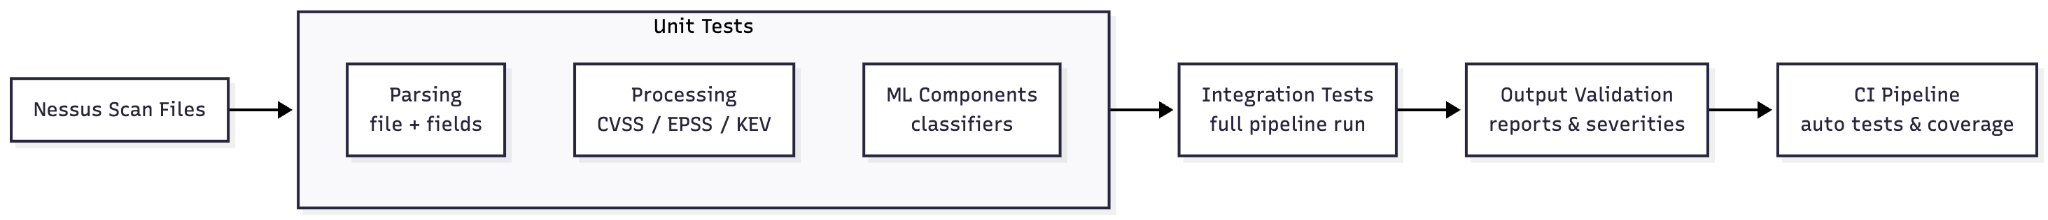 Unit Tests
Nessus Scan Files
Parsing
file + fields
Processing
CVSS / EPSS / KEV
ML Components
classifiers
Integration Tests
full pipeline run
Output Validation
reports & severities
CI Pipeline
auto tests & coverage